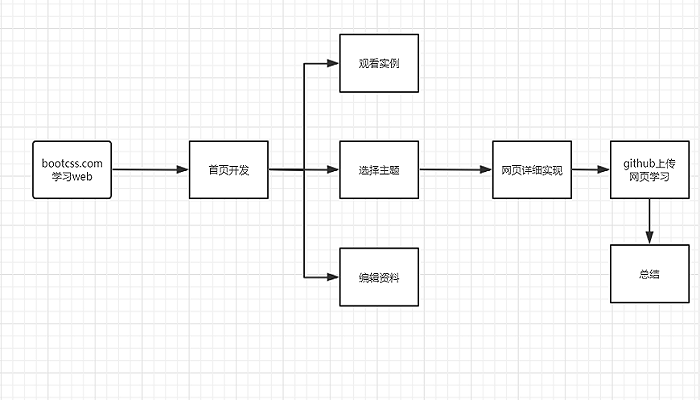 观看实例
bootcss.com
学习web
首页开发
选择主题
网页详细实现
github上传
网页学习
编辑资料
总结